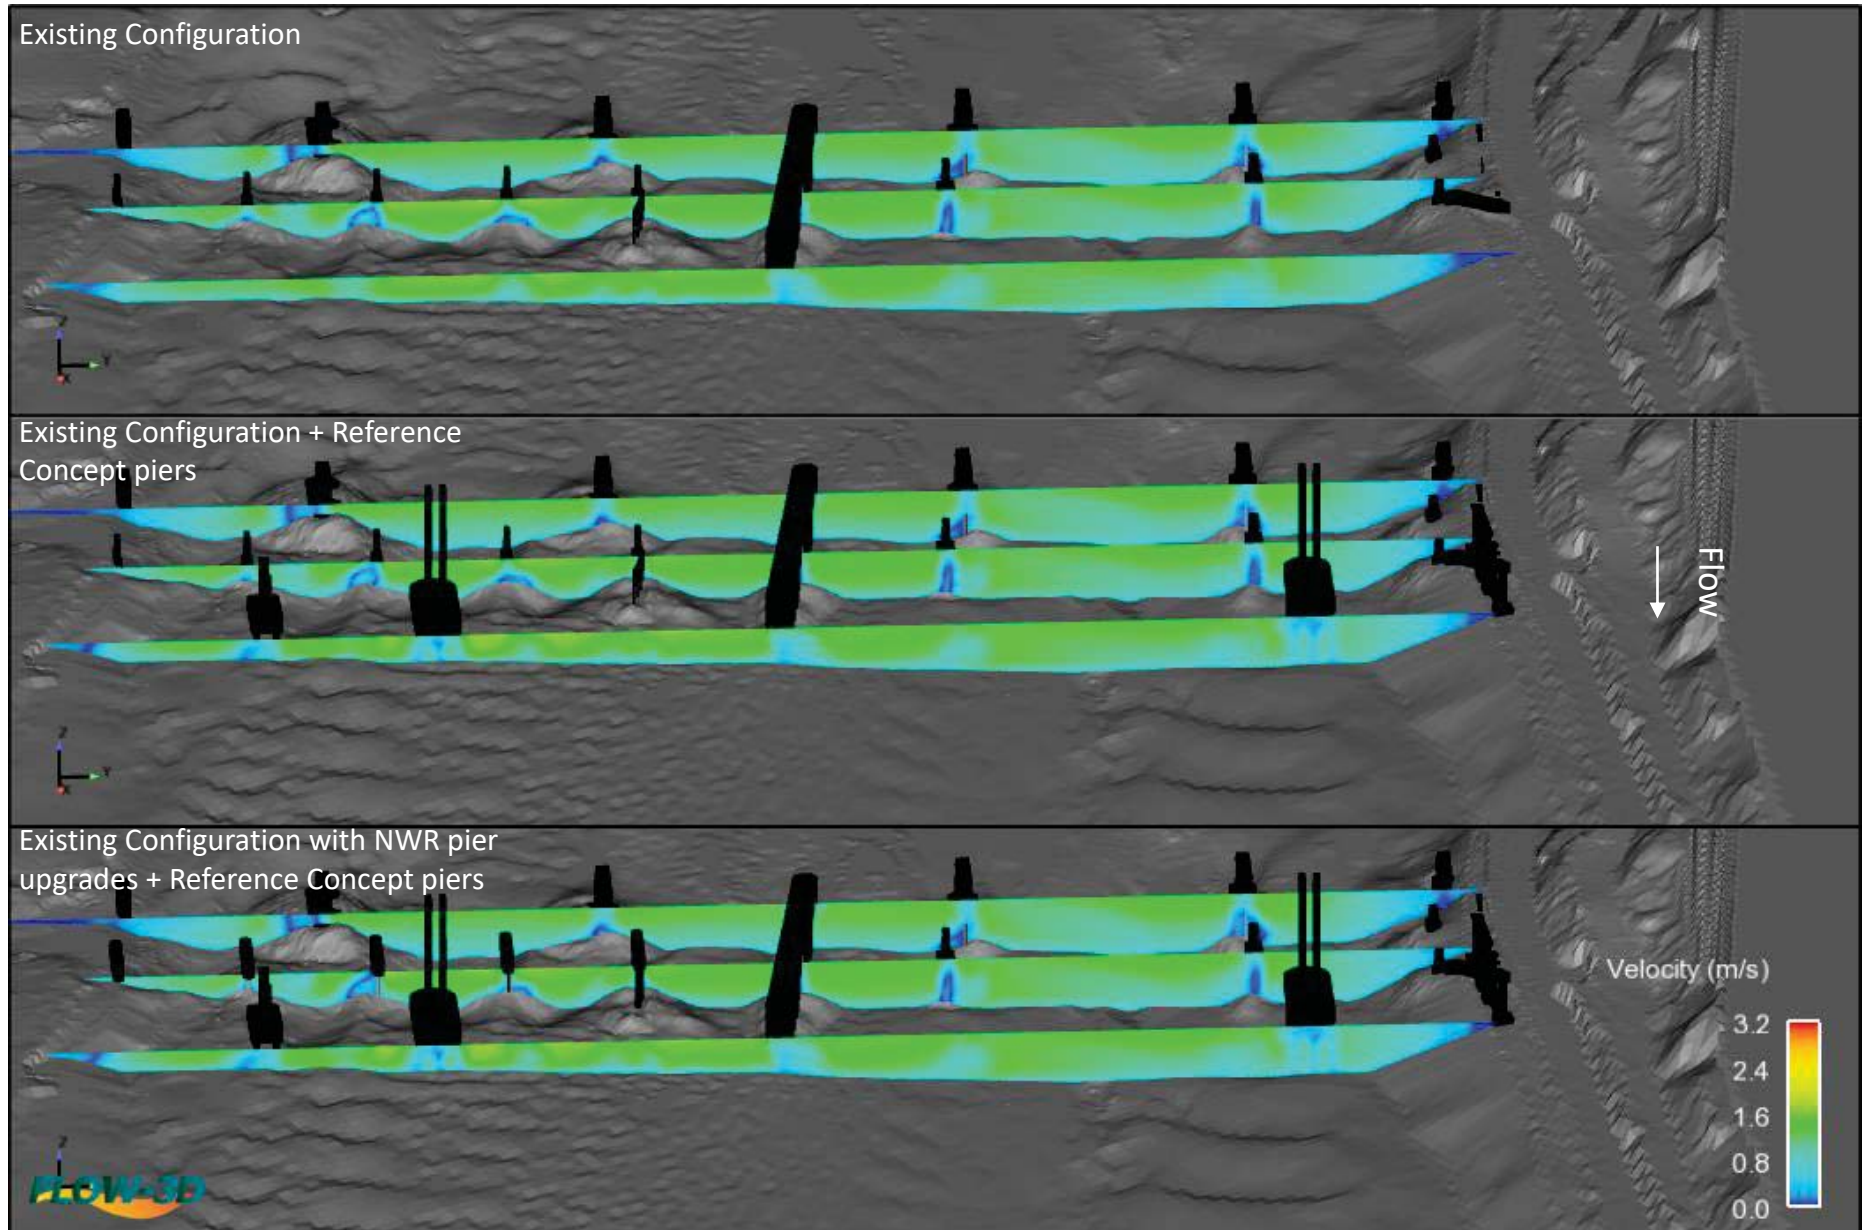 Existing Configuration
Z
Y
X
Existing Configuration + Reference
Concept piers
Flow
Z
Y
X
Existing Configuration with NWR pier
upgrades + Reference Concept piers
Velocity (m/s)
3.2
2.4
1.6
0.8
0.0
Z
FLOW-3D